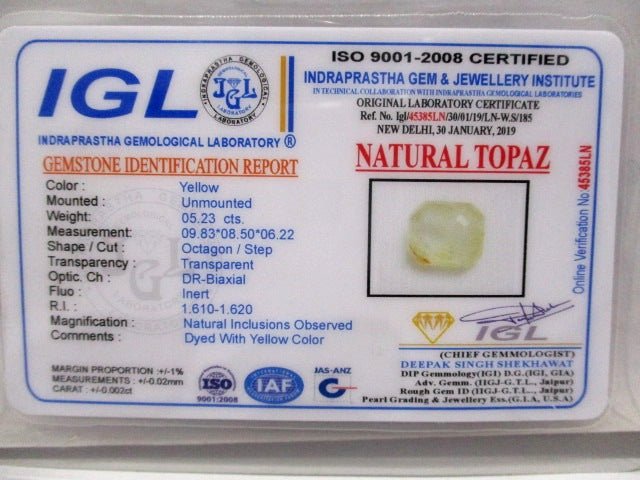 IGL
INDRAPRASTHA GEMOLOGICAL LABORATORY
GEMOLOGICAL
IGL
LABORATORY
INDRAPRASTHA GEMOLOGICAL LABORATORY ®
GEMSTONE IDENTIFICATION REPORT
Color : Yellow
Mounted : Unmounted
Weight: 05.23 cts.
Measurement: 09.83*08.50*06.22
Shape / Cut : Octagon / Step
Transparency : Transparent
Optic. Ch : DR-Biaxial
Fluo : Inert
R.I. : 1.610-1.620
Magnification : Natural Inclusions Observed
Comments : Dyed With Yellow Color
MARGIN PROPORTION :+/-1%
MEASUREMENTS : +/-0.02mm
CARAT : +/-0.002ct
ISO
9001:2008
IAF
JAS-ANZ
ISO 9001-2008 CERTIFIED
INDRAPRASTHA GEM & JEWELLERY INSTITUTE
IN TECHNICAL COLLABORATION WITH INDRAPRASTHA GEMOLOGICAL LABORATORIES
ORIGINAL LABORATORY CERTIFICATE
Ref. No. Igl/45385LN/30/01/19/LN-W.S/185
NEW DELHI, 30 JANUARY, 2019
NATURAL TOPAZ
Online Verification No.45385LN
IGL
(CHIEF GEMMOLOGIST)
DEEPAK SINGH SHEKHAWAT
DIP Gemmology(IGI) D.G.(IGI, GIA)
Adv. Gemm. (IIGJ-G.T.L., Jaipur)
Rough Gem ID (IIGJ-G.T.L., Jaipur)
Pearl Grading & Jewellery Ess.(G.I.A, U.S.A)